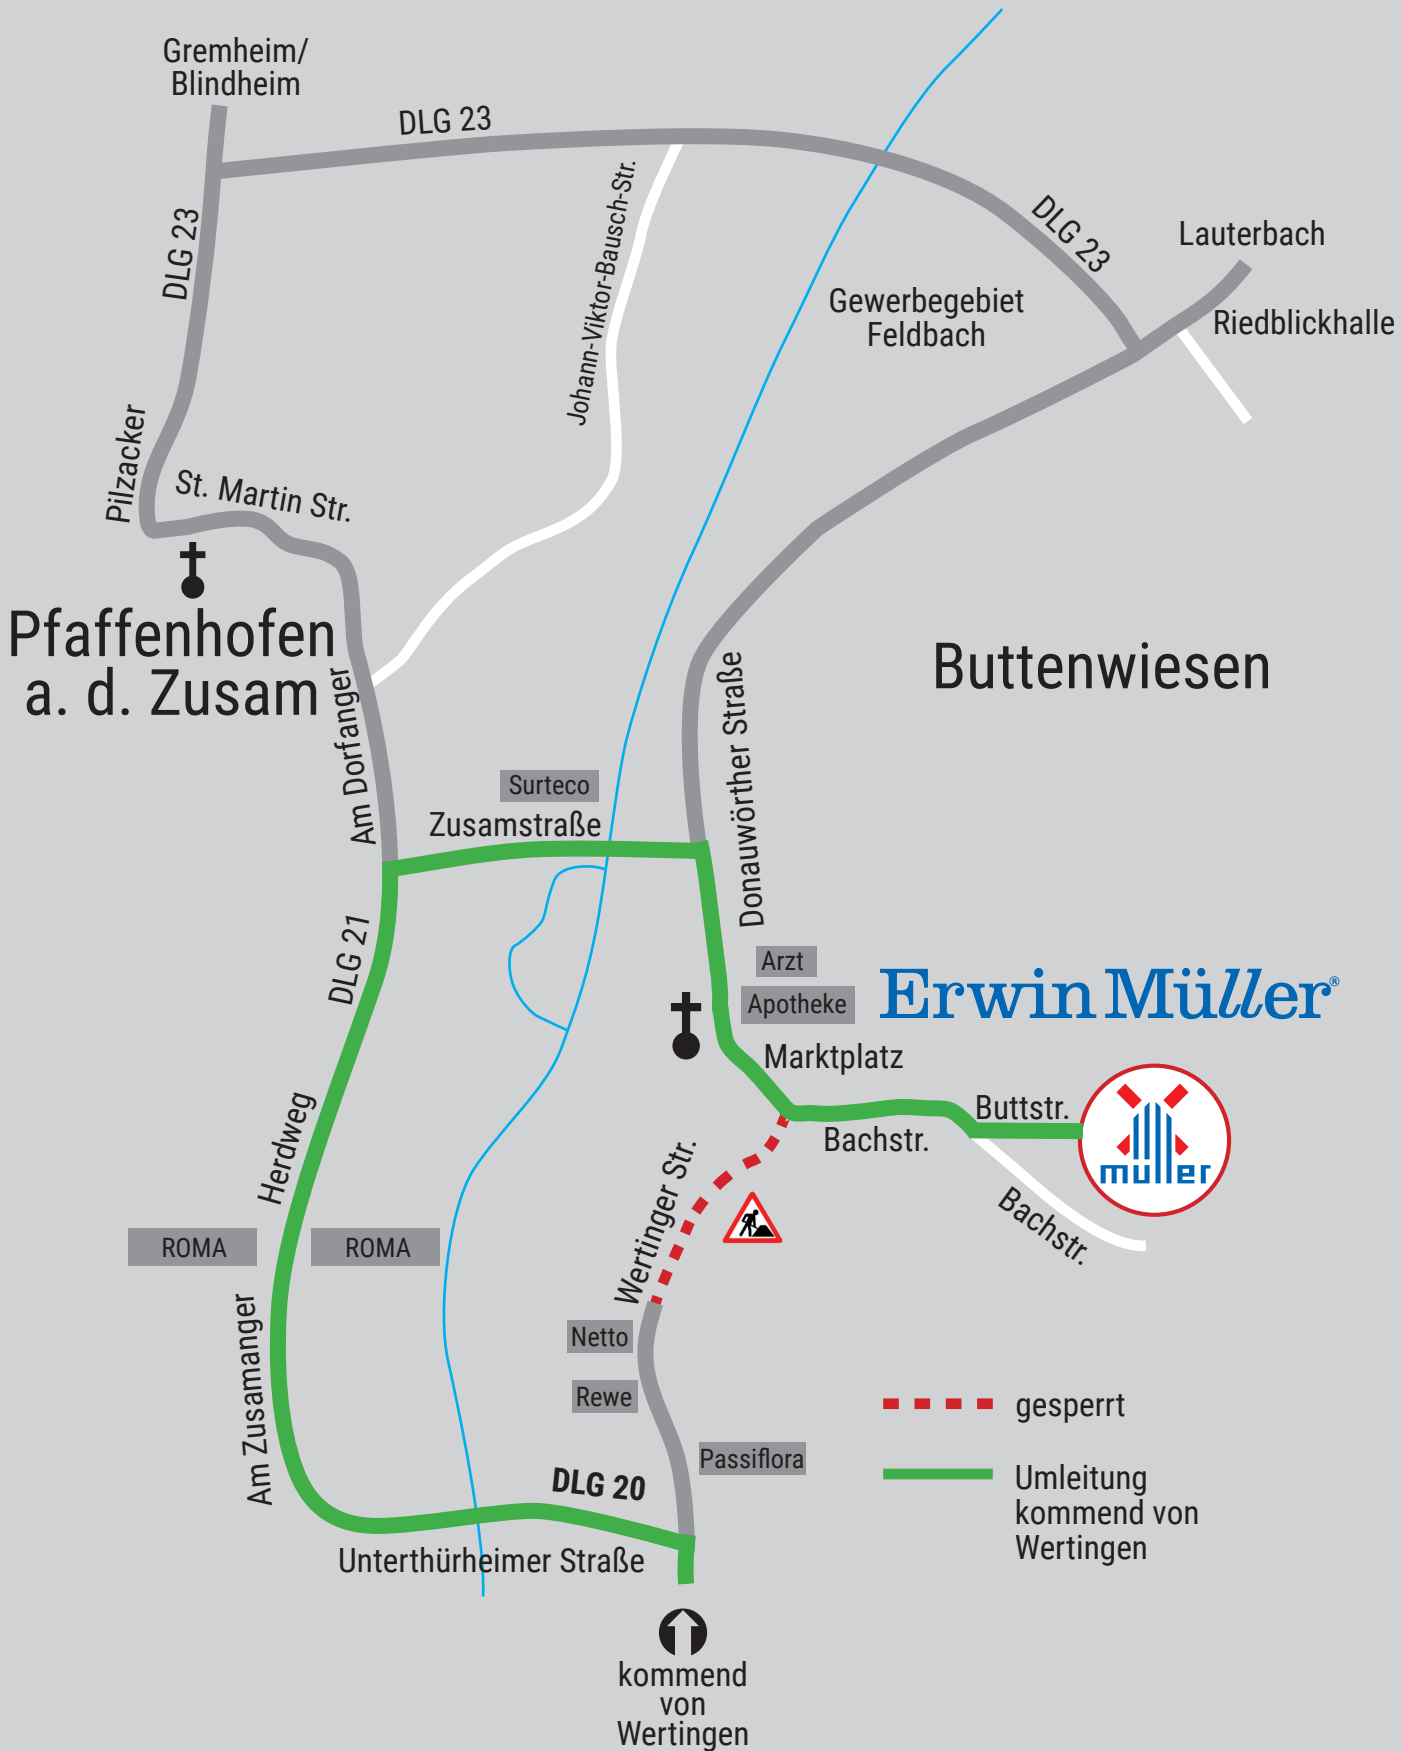 Gremheim/
Blindheim
DLG 23
DLG 23
DLG 23
Johann-Viktor-Bausch-Str.
Lauterbach
Gewerbegebiet
Feldbach
Riedblickhalle
Pilzacker
St. Martin Str.
Pfaffenhofen
a. d. Zusam
Buttenwiesen
Am Dorfanger
Donauwörther Straße
Surteco
Zusamstraße
DLG 21
Arzt
Apotheke
Erwin Müller®
Marktplatz
Buttstr.
Bachstr.
müller
Bachstr.
Herdweg
Wertinger Str.
ROMA
ROMA
Am Zusamanger
Netto
Rewe
gesperrt
Passiflora
DLG 20
Umleitung
kommend von
Wertingen
Unterthürheimer Straße
kommend
von
Wertingen